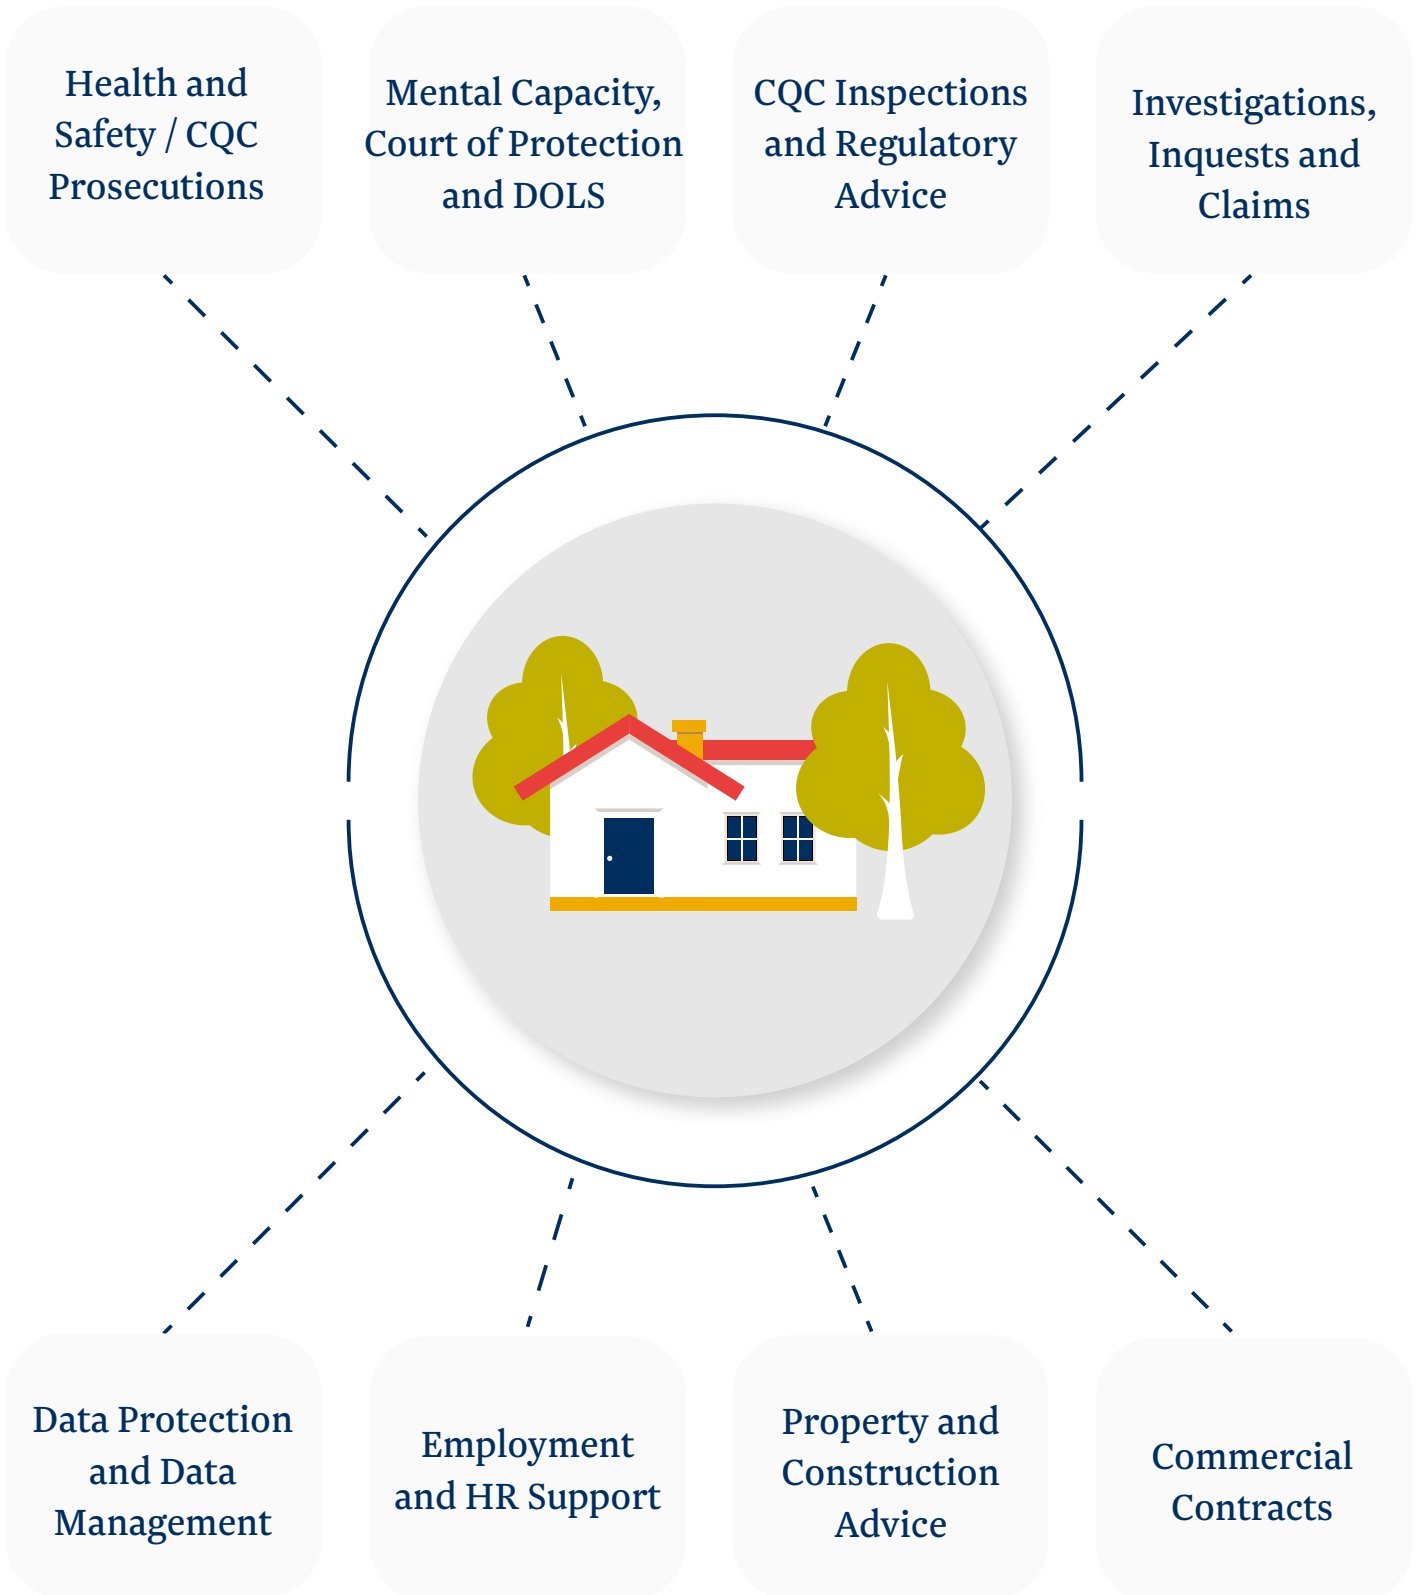 Health and
Safety / CQC
Prosecutions
Mental Capacity,
Court of Protection
and DOLS
CQC Inspections
and Regulatory
Advice
Investigations,
Inquests and
Claims
Data Protection
and Data
Management
Employment
and HR Support
Property and
Construction
Advice
Commercial
Contracts